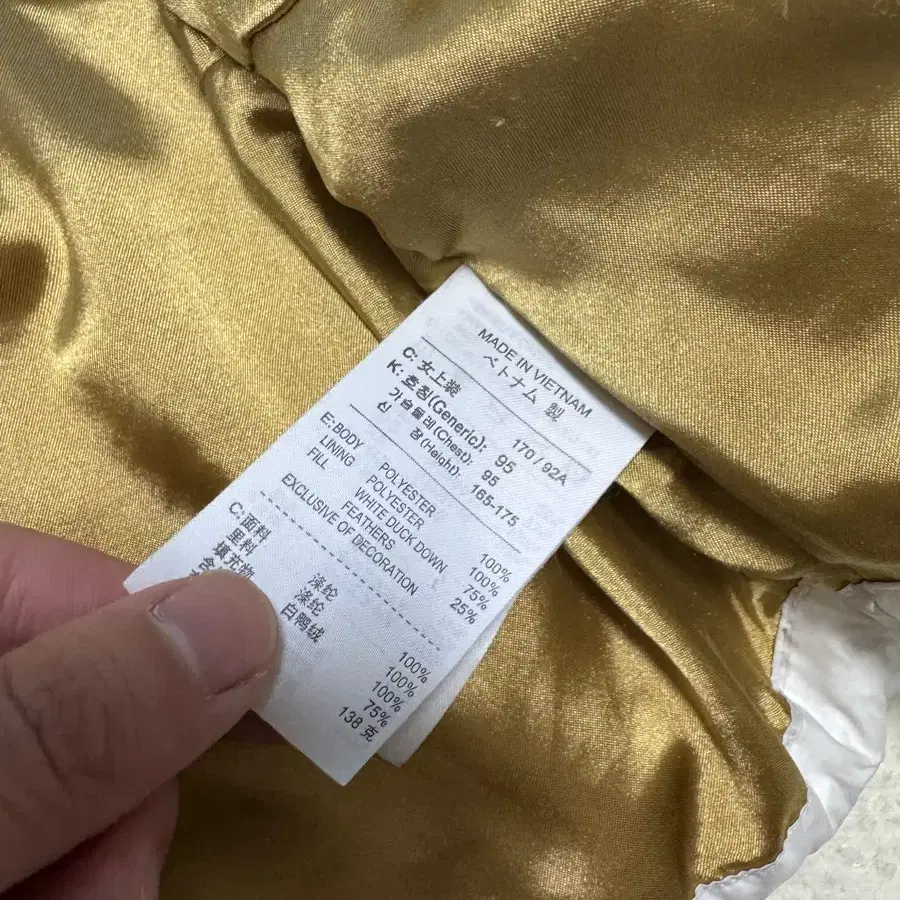 MADE IN VIETNAM
ベトナム 製
C: 女上装 170 / 92A
K: 호칭(Generic): 95
가슴둘레(Chest): 95
신 장(Height): 165-175
E: BODY POLYESTER 100%
LINING POLYESTER 100%
FILL WHITE DUCK DOWN 75%
FEATHERS 25%
EXCLUSIVE OF DECORATION
C: 面料 涤纶 100%
里料 涤纶 100%
填充物 白鸭绒 100%
75%
138 克